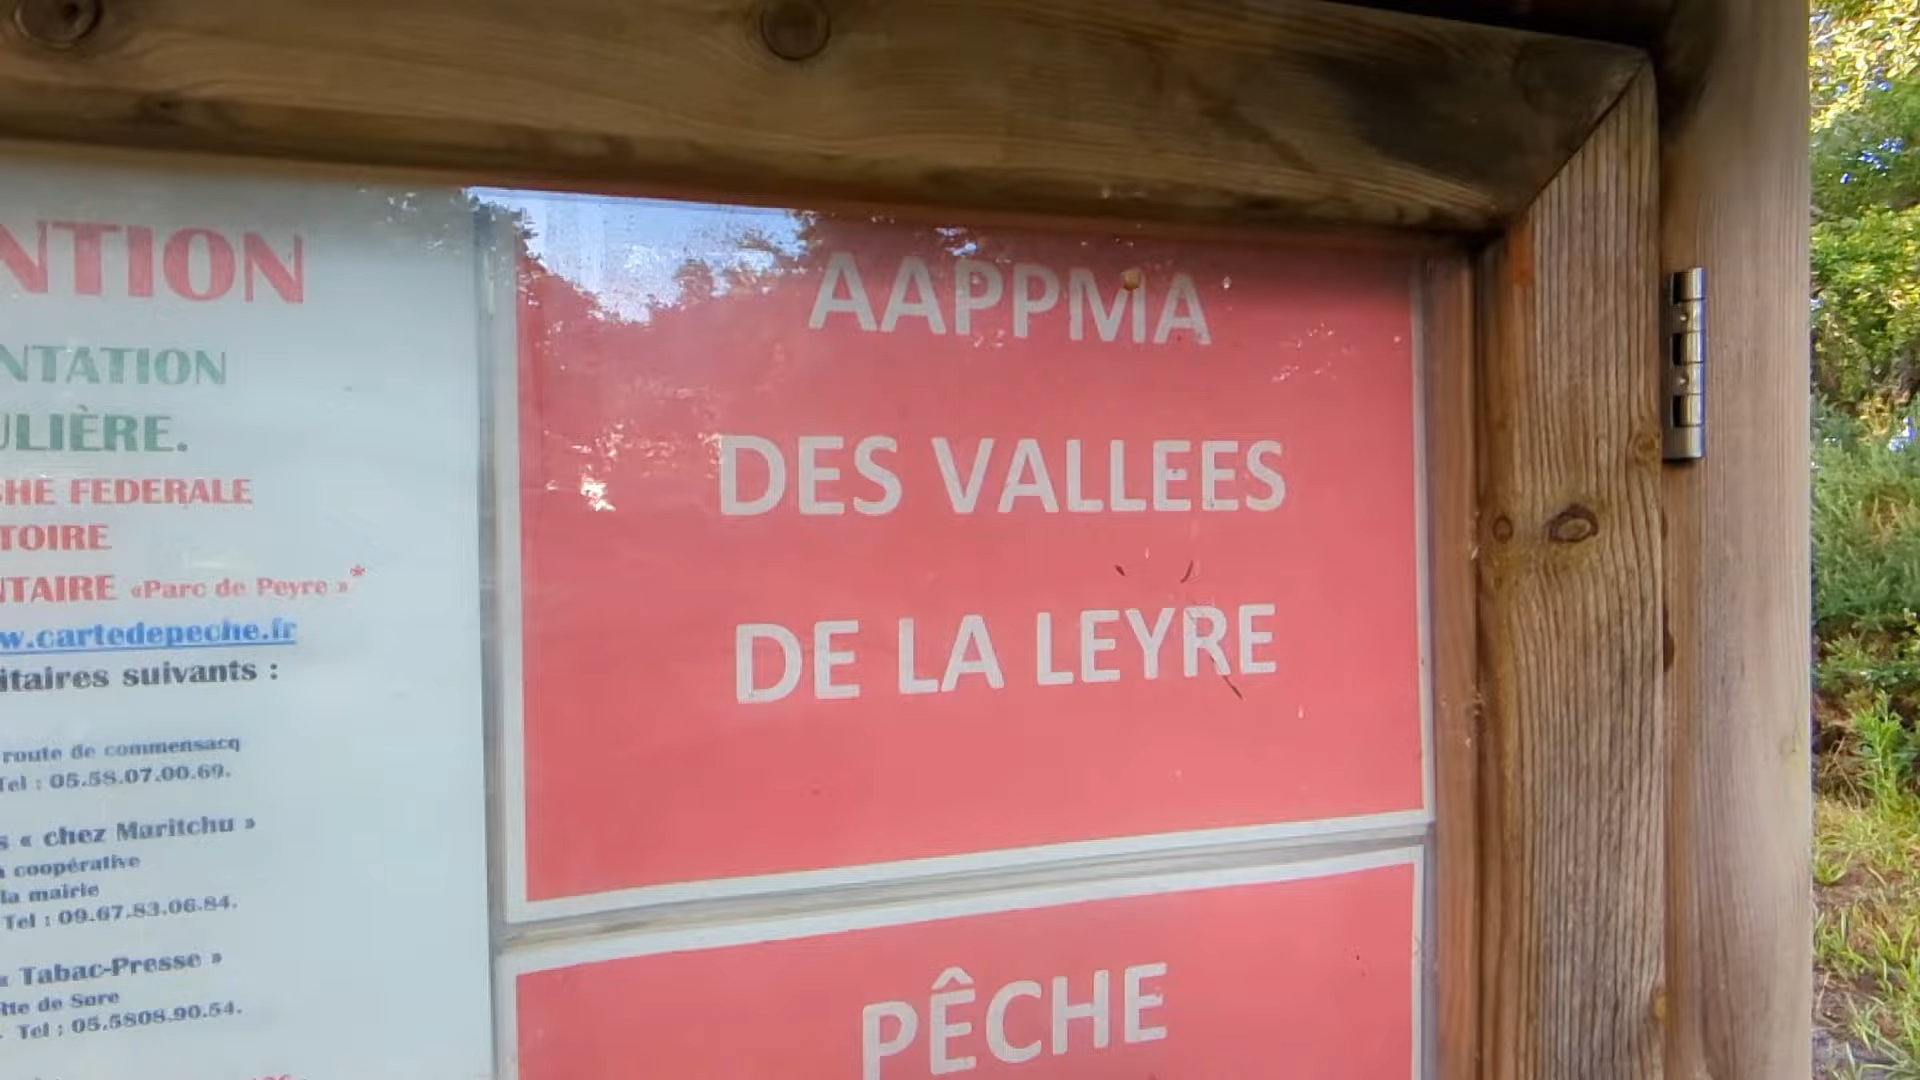 NTION
NTATION
ULIÈRE.
CHE FEDERALE
TOIRE
NTAIRE «Parc de Peyre »*
w.cartedepeche.fr
itaires suivants :
route de commensacq
Tel : 05.58.07.00.69.
s « chez Maritchu »
coopérative
la mairie
Tel : 09.67.83.06.84.
« Tabac-Presse »
tte de Sore
Tel : 05.5808.90.54.
AAPPMA
DES VALLEES
DE LA LEYRE
PÊCHE